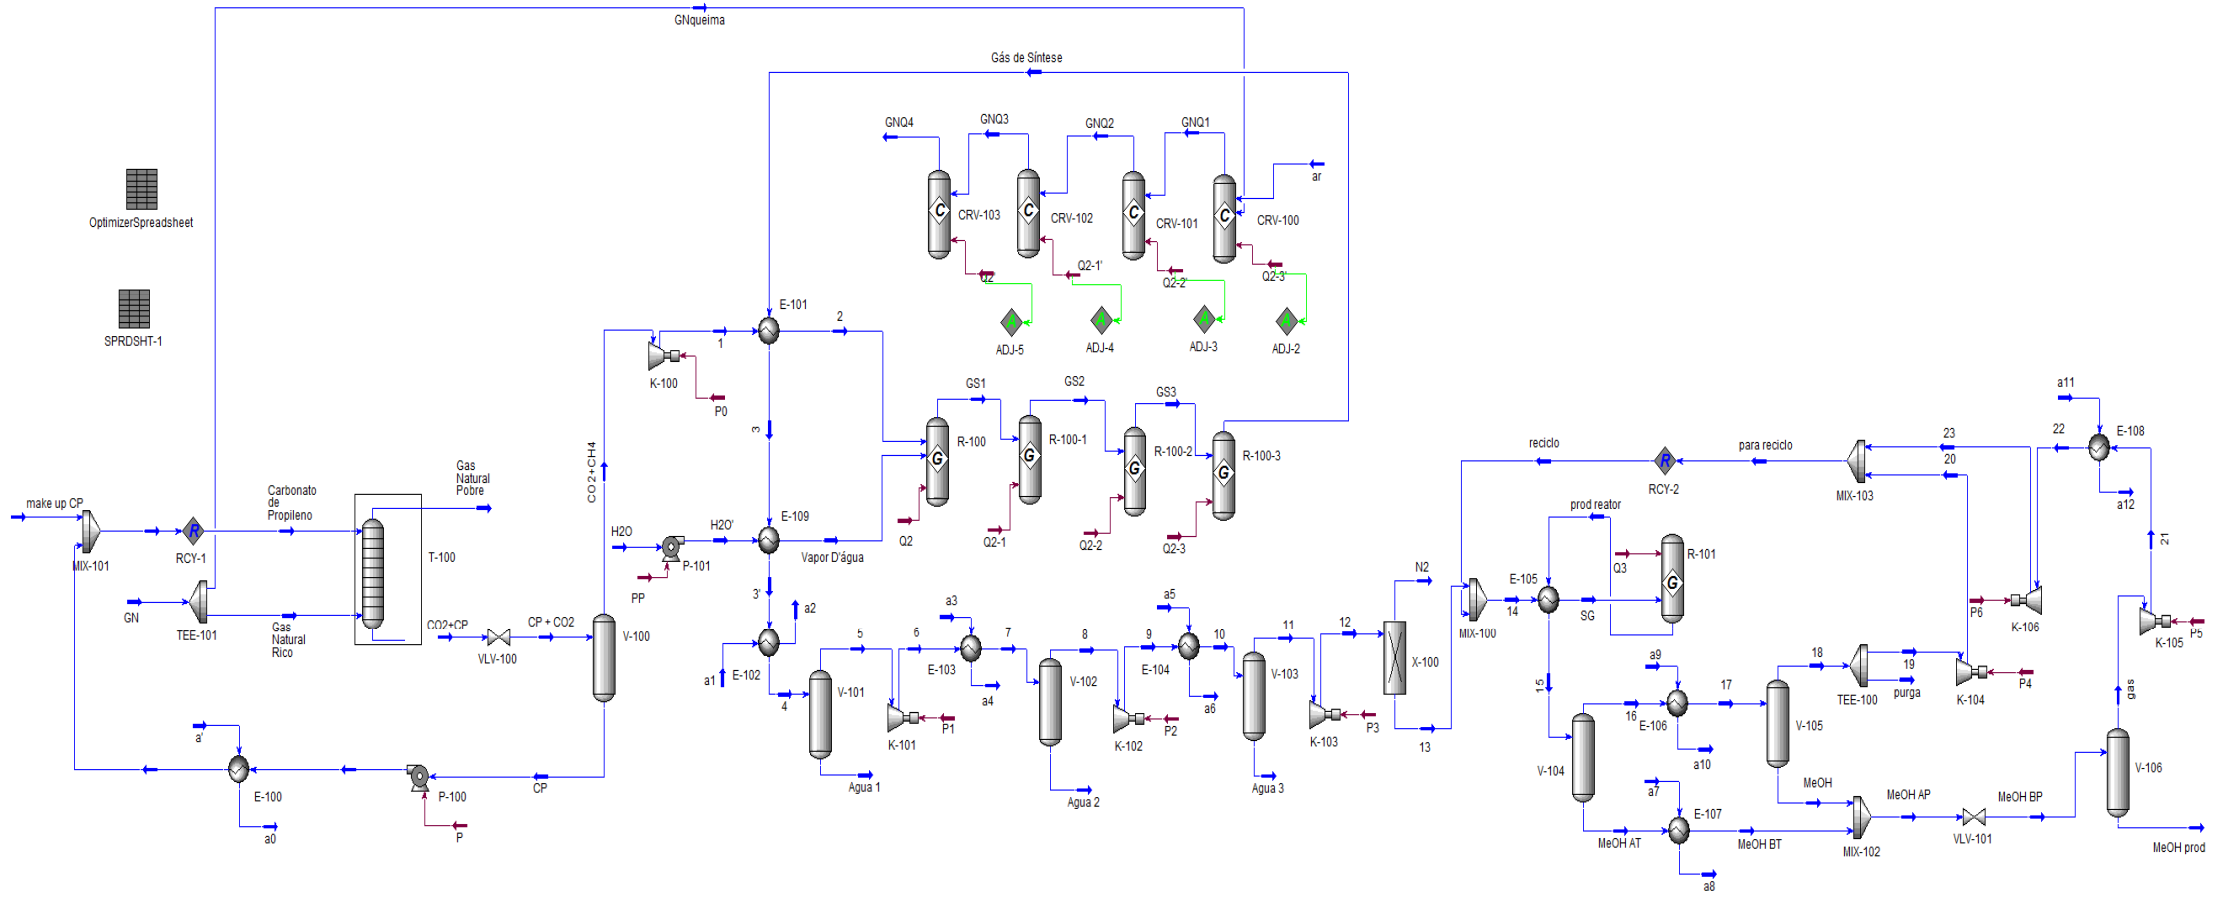 GNqueima
Gás de Síntese
GNQ4
GNQ3
GNQ2
GNQ1
ar
C
CRV-103
C
CRV-102
C
CRV-101
C
CRV-100
OptimizerSpreadsheet
Q2
Q2-1'
Q2-2'
Q2-3'
SPRDSHT-1
A
ADJ-5
A
ADJ-4
A
ADJ-3
A
ADJ-2
E-101
1
2
K-100
P0
3
GS1
GS2
GS3
G
R-100
G
R-100-1
G
R-100-2
G
R-100-3
Q2
Q2-1
Q2-2
Q2-3
CO2+CH4
make up CP
MIX-101
R
RCY-1
Carbonato
de
Propileno
Gas
Natural
Pobre
T-100
GN
TEE-101
Gas
Natural
Rico
CO2+CP
VLV-100
CP + CO2
V-100
H2O
P-101
H2O'
PP
E-109
Vapor D'água
3'
a'
E-100
a0
P-100
P
CP
a1
a2
E-102
4
V-101
Agua 1
5
K-101
P1
6
a3
E-103
a4
7
V-102
Agua 2
8
K-102
P2
9
a5
E-104
a6
10
V-103
Agua 3
11
K-103
P3
12
X-100
N2
13
reciclo
R
RCY-2
para reciclo
MIX-103
23
20
22
a11
E-108
a12
21
MIX-100
14
E-105
prod reator
SG
Q3
G
R-101
15
P6
K-106
K-105
P5
V-104
16
a9
E-106
a10
17
V-105
18
TEE-100
19
purga
K-104
P4
gas
MeOH AT
a7
E-107
a8
MeOH BT
MeOH
MIX-102
MeOH AP
VLV-101
MeOH BP
V-106
MeOH prod